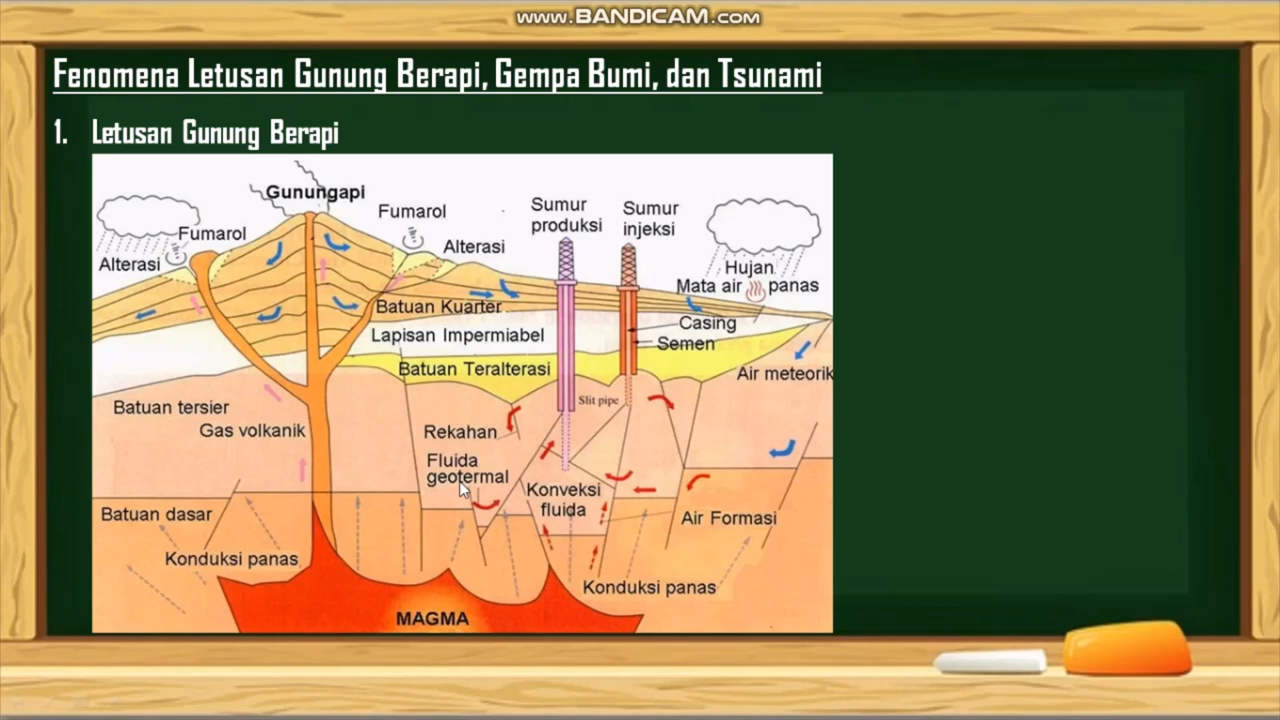 www.BANDICAM.com
Fenomena Letusan Gunung Berapi, Gempa Bumi, dan Tsunami
1. Letusan Gunung Berapi
Gunungapi
Fumarol
Sumur
produksi
Sumur
injeksi
Fumarol
Alterasi
Alterasi
Hujan
Mata air panas
Batuan Kuarter
Casing
Lapisan Impermiabel
Semen
Batuan Teralterasi
Air meteorik
Slit pipe
Batuan tersier
Gas volkanik
Rekahan
Fluida
geotermal
Konveksi
fluida
Batuan dasar
Air Formasi
Konduksi panas
Konduksi panas
MAGMA